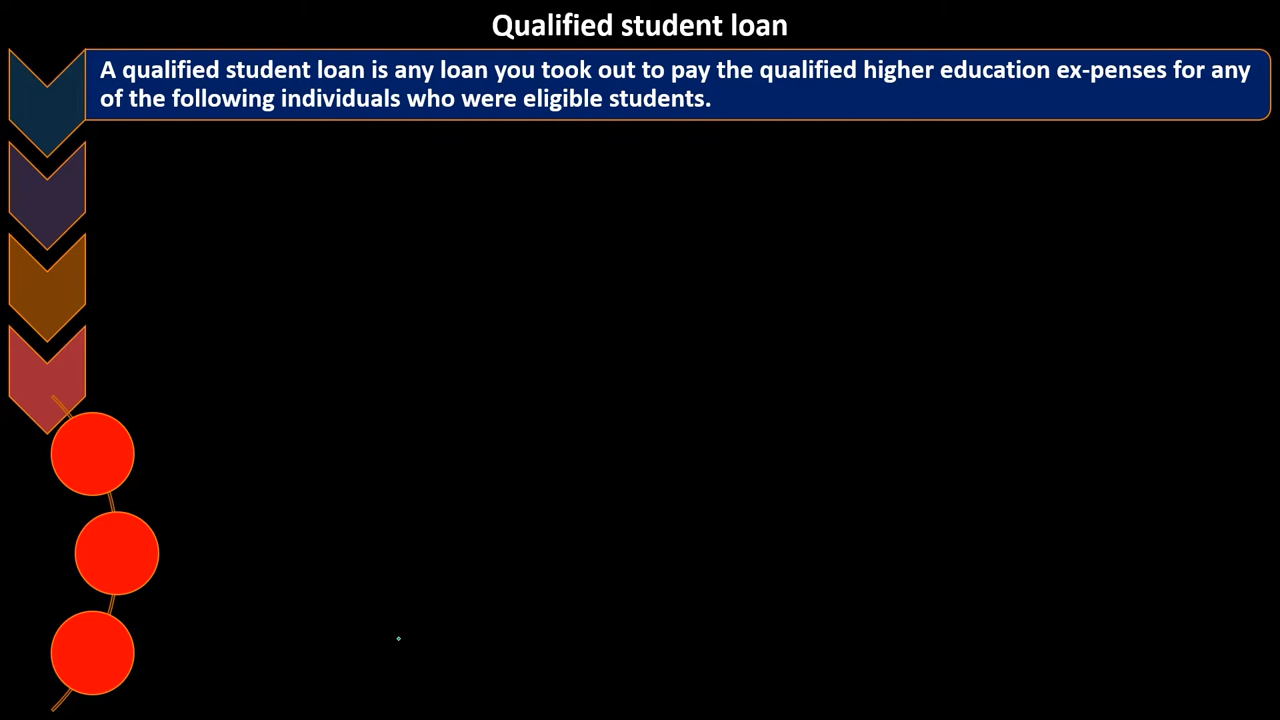 Qualified student loan
A qualified student loan is any loan you took out to pay the qualified higher education ex-penses for any
of the following individuals who were eligible students.